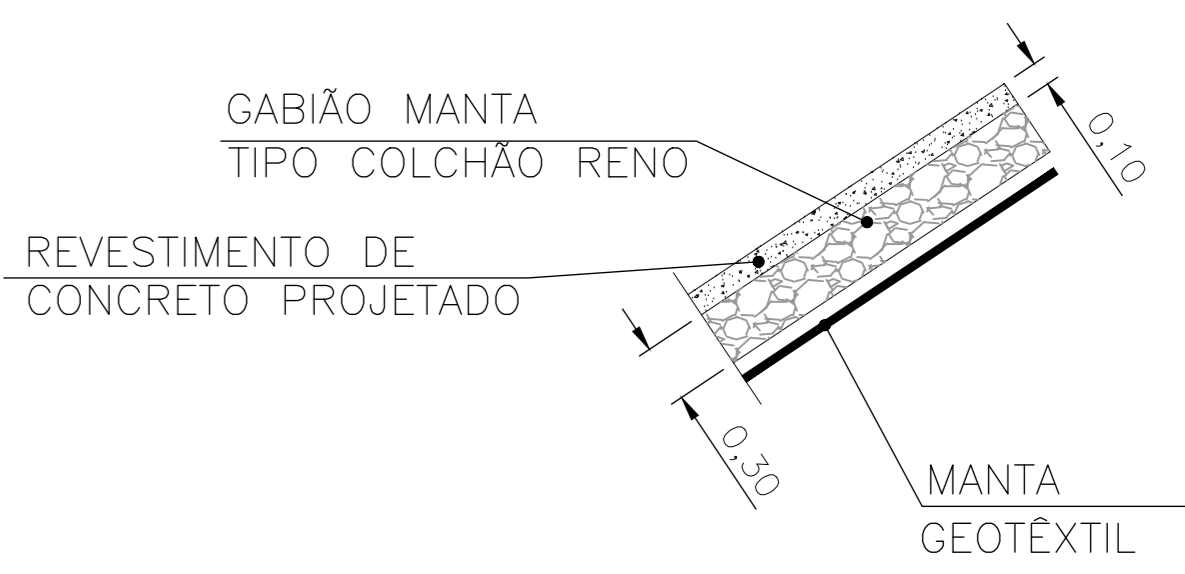 GABIÃO MANTA
TIPO COLCHÃO RENO
REVESTIMENTO DE
CONCRETO PROJETADO
0,10
0,30
MANTA
GEOTÊXTIL